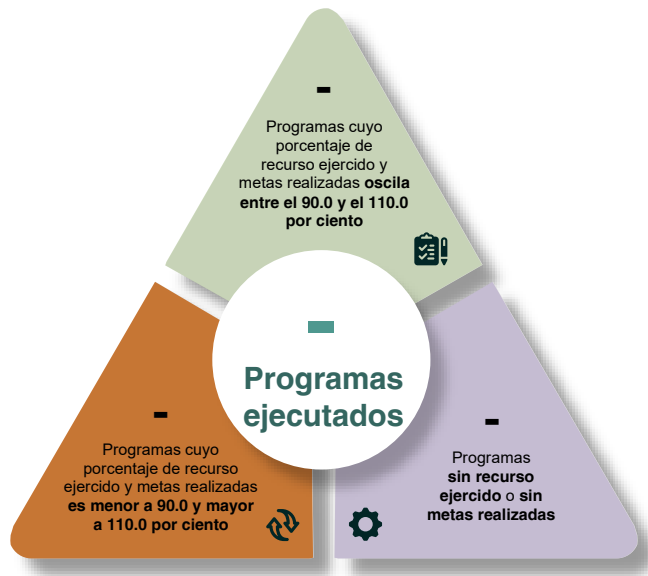 -
Programas cuyo
porcentaje de
recurso ejercido y
metas realizadas oscila
entre el 90.0 y el 110.0
por ciento
-
Programas
ejecutados
-
Programas cuyo
porcentaje de recurso
ejercido y metas realizadas
es menor a 90.0 y mayor
a 110.0 por ciento
-
Programas
sin recurso
ejercido o sin
metas realizadas